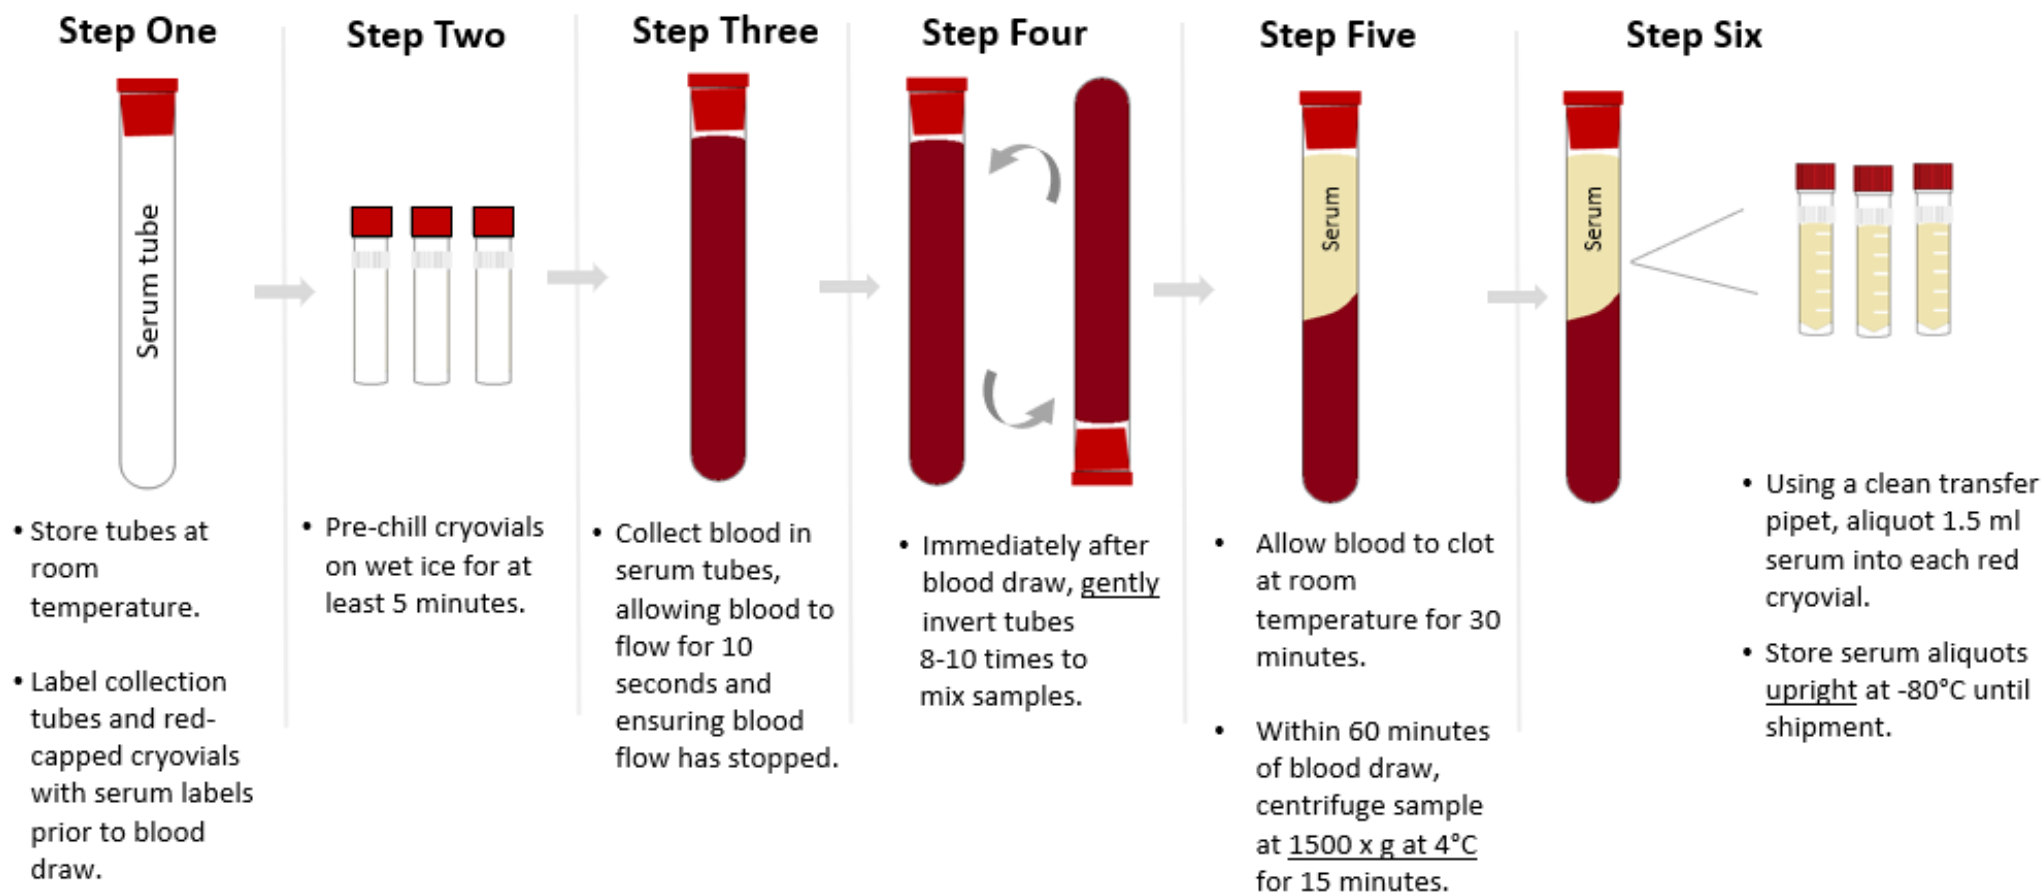 Step One
Serum tube
• Store tubes at
room
temperature.
• Label collection
tubes and red-
capped cryovials
with serum labels
prior to blood
draw.
Step Two
• Pre-chill cryovials
on wet ice for at
least 5 minutes.
Step Three
• Collect blood in
serum tubes,
allowing blood to
flow for 10
seconds and
ensuring blood
flow has stopped.
Step Four
• Immediately after
blood draw, gently
invert tubes
8-10 times to
mix samples.
Step Five
Serum
• Allow blood to clot
at room
temperature for 30
minutes.
• Within 60 minutes
of blood draw,
centrifuge sample
at 1500 x g at 4°C
for 15 minutes.
Step Six
Serum
• Using a clean transfer
pipet, aliquot 1.5 ml
serum into each red
cryovial.
• Store serum aliquots
upright at -80°C until
shipment.